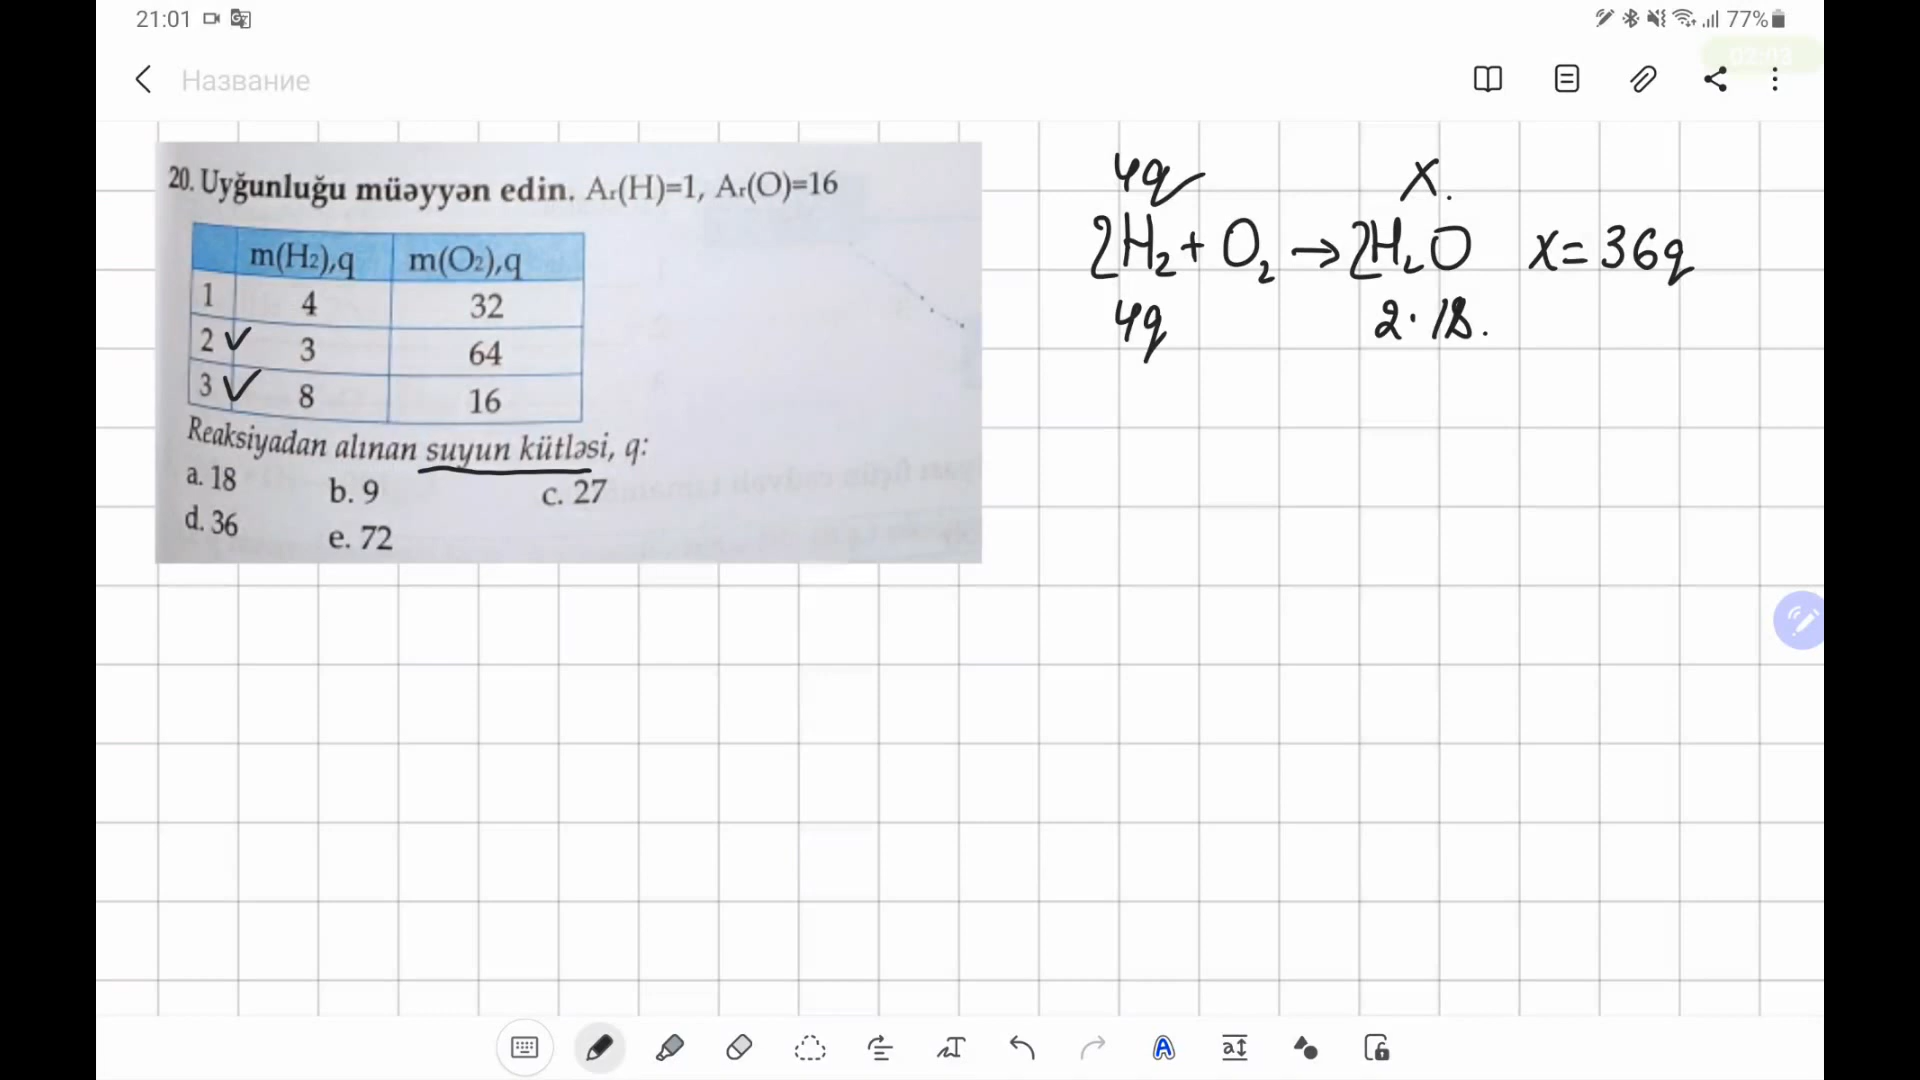 21:01
77%
02:03
Название
20. Uyğunluğu müəyyən edin. Ar(H)=1, Ar(O)=16
m(H₂),q m(O₂),q
1 4 32
2 ✓ 3 64
3 ✓ 8 16
Reaksiyadan alınan suyun kütləsi, q:
a. 18 b. 9 c. 27
d. 36 e. 72
4q x.
2H₂ + O₂ → 2H₂O x = 36q
4q 2·18.